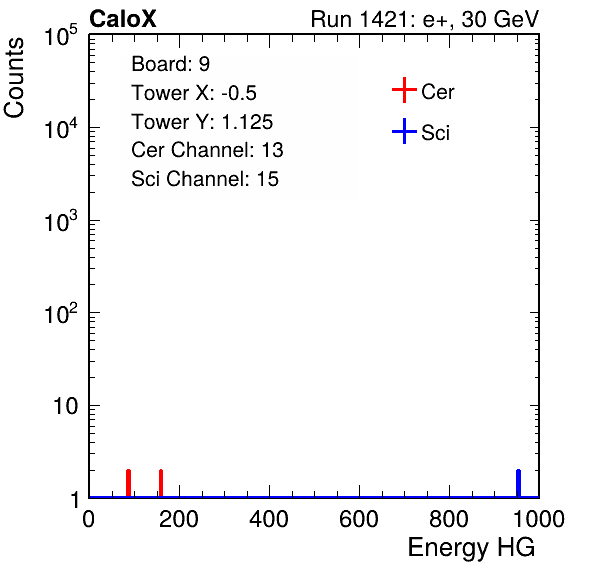 CaloX Run 1421: e+, 30 GeV
Counts
Board: 9
Tower X: -0.5
Tower Y: 1.125
Cer Channel: 13
Sci Channel: 15
Cer
Sci
10^5
10^4
10^3
10^2
10
1
0 200 400 600 800 1000
Energy HG